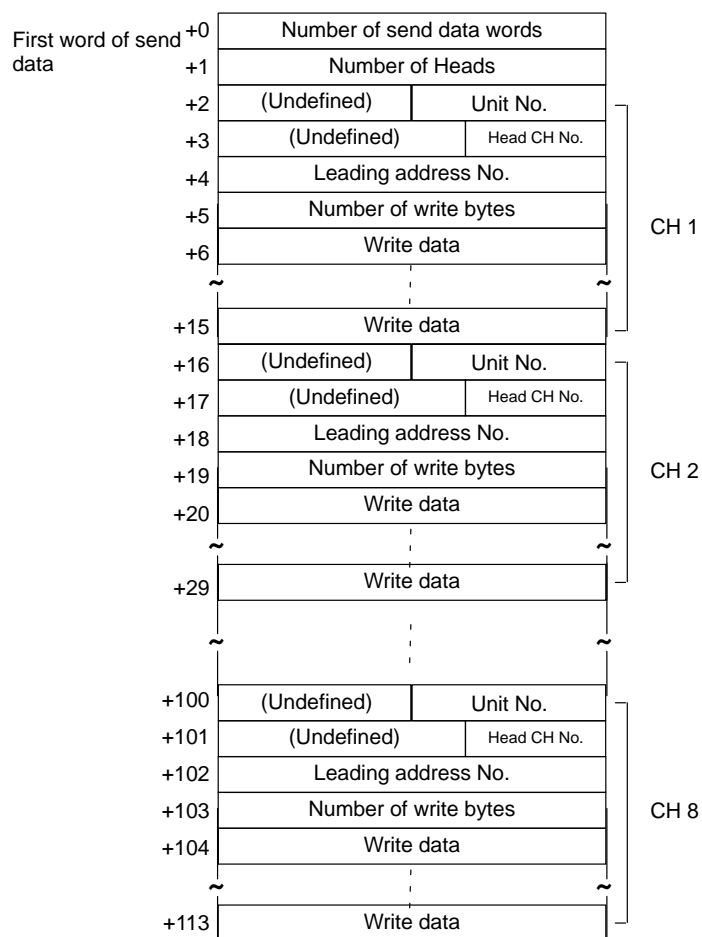 First word of send
data
+0 Number of send data words
+1 Number of Heads
+2 (Undefined) Unit No.
+3 (Undefined) Head CH No.
+4 Leading address No.
+5 Number of write bytes
+6 Write data
CH 1
~ ~
+15 Write data
+16 (Undefined) Unit No.
+17 (Undefined) Head CH No.
+18 Leading address No.
+19 Number of write bytes
CH 2
+20 Write data
~ ~
+29 Write data
~ ~
+100 (Undefined) Unit No.
+101 (Undefined) Head CH No.
+102 Leading address No.
+103 Number of write bytes
CH 8
+104 Write data
~ ~
+113 Write data